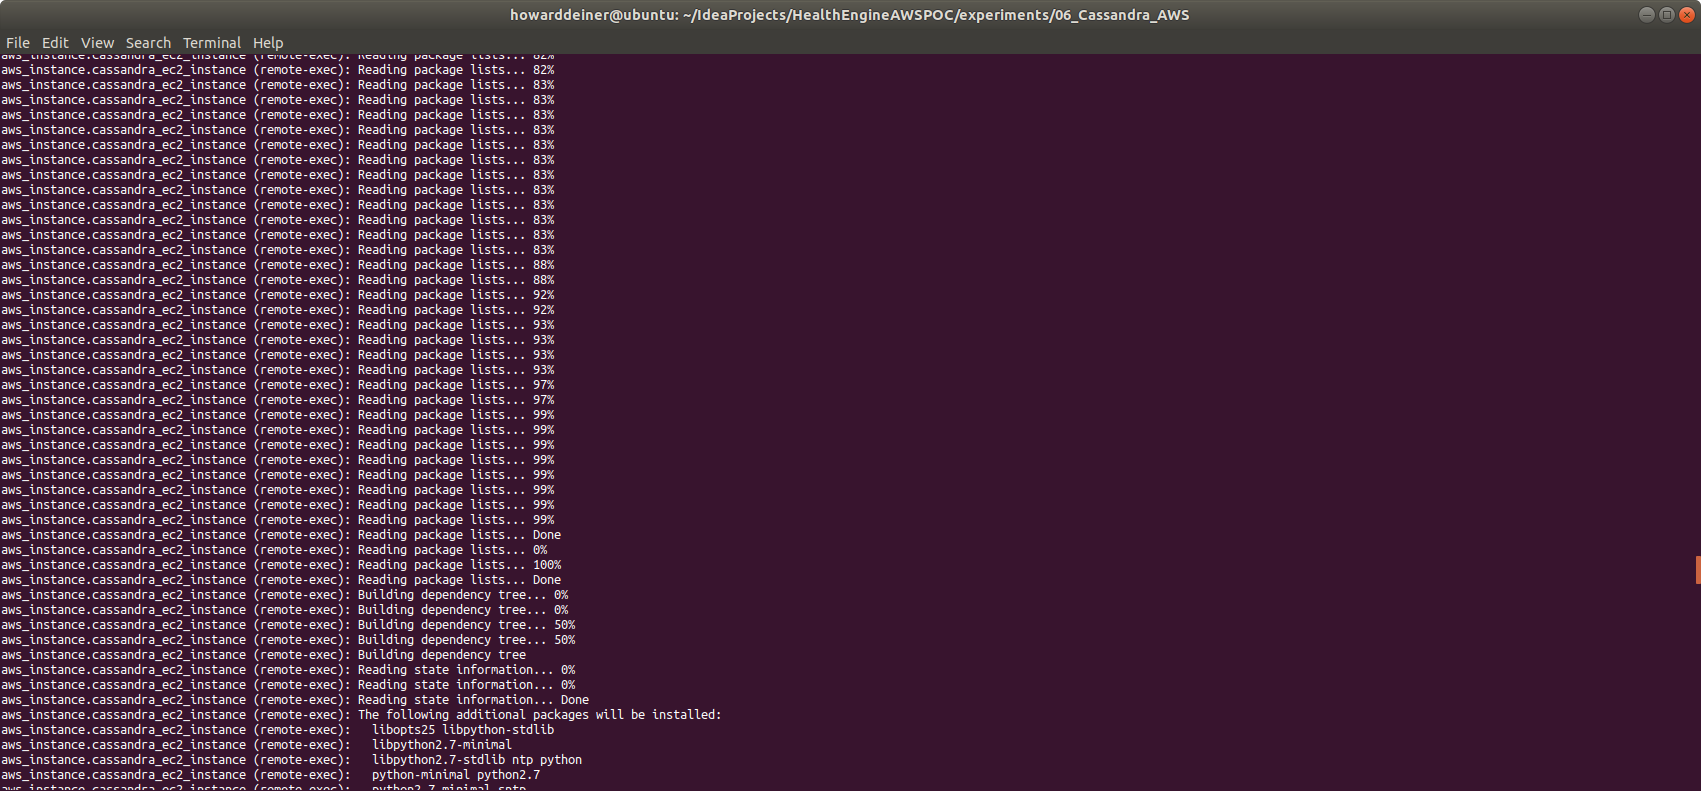 howarddeiner@ubuntu: ~/IdeaProjects/HealthEngineAWSPOC/experiments/06_Cassandra_AWS
File Edit View Search Terminal Help
aws_instance.cassandra_ec2_instance (remote-exec): Reading package lists... 82%
aws_instance.cassandra_ec2_instance (remote-exec): Reading package lists... 82%
aws_instance.cassandra_ec2_instance (remote-exec): Reading package lists... 83%
aws_instance.cassandra_ec2_instance (remote-exec): Reading package lists... 83%
aws_instance.cassandra_ec2_instance (remote-exec): Reading package lists... 83%
aws_instance.cassandra_ec2_instance (remote-exec): Reading package lists... 83%
aws_instance.cassandra_ec2_instance (remote-exec): Reading package lists... 83%
aws_instance.cassandra_ec2_instance (remote-exec): Reading package lists... 83%
aws_instance.cassandra_ec2_instance (remote-exec): Reading package lists... 83%
aws_instance.cassandra_ec2_instance (remote-exec): Reading package lists... 83%
aws_instance.cassandra_ec2_instance (remote-exec): Reading package lists... 83%
aws_instance.cassandra_ec2_instance (remote-exec): Reading package lists... 83%
aws_instance.cassandra_ec2_instance (remote-exec): Reading package lists... 83%
aws_instance.cassandra_ec2_instance (remote-exec): Reading package lists... 83%
aws_instance.cassandra_ec2_instance (remote-exec): Reading package lists... 88%
aws_instance.cassandra_ec2_instance (remote-exec): Reading package lists... 88%
aws_instance.cassandra_ec2_instance (remote-exec): Reading package lists... 92%
aws_instance.cassandra_ec2_instance (remote-exec): Reading package lists... 92%
aws_instance.cassandra_ec2_instance (remote-exec): Reading package lists... 93%
aws_instance.cassandra_ec2_instance (remote-exec): Reading package lists... 93%
aws_instance.cassandra_ec2_instance (remote-exec): Reading package lists... 93%
aws_instance.cassandra_ec2_instance (remote-exec): Reading package lists... 93%
aws_instance.cassandra_ec2_instance (remote-exec): Reading package lists... 97%
aws_instance.cassandra_ec2_instance (remote-exec): Reading package lists... 97%
aws_instance.cassandra_ec2_instance (remote-exec): Reading package lists... 99%
aws_instance.cassandra_ec2_instance (remote-exec): Reading package lists... 99%
aws_instance.cassandra_ec2_instance (remote-exec): Reading package lists... 99%
aws_instance.cassandra_ec2_instance (remote-exec): Reading package lists... 99%
aws_instance.cassandra_ec2_instance (remote-exec): Reading package lists... 99%
aws_instance.cassandra_ec2_instance (remote-exec): Reading package lists... 99%
aws_instance.cassandra_ec2_instance (remote-exec): Reading package lists... 99%
aws_instance.cassandra_ec2_instance (remote-exec): Reading package lists... 99%
aws_instance.cassandra_ec2_instance (remote-exec): Reading package lists... Done
aws_instance.cassandra_ec2_instance (remote-exec): Reading package lists... 0%
aws_instance.cassandra_ec2_instance (remote-exec): Reading package lists... 100%
aws_instance.cassandra_ec2_instance (remote-exec): Reading package lists... Done
aws_instance.cassandra_ec2_instance (remote-exec): Building dependency tree... 0%
aws_instance.cassandra_ec2_instance (remote-exec): Building dependency tree... 0%
aws_instance.cassandra_ec2_instance (remote-exec): Building dependency tree... 50%
aws_instance.cassandra_ec2_instance (remote-exec): Building dependency tree... 50%
aws_instance.cassandra_ec2_instance (remote-exec): Building dependency tree
aws_instance.cassandra_ec2_instance (remote-exec): Reading state information... 0%
aws_instance.cassandra_ec2_instance (remote-exec): Reading state information... 0%
aws_instance.cassandra_ec2_instance (remote-exec): Reading state information... Done
aws_instance.cassandra_ec2_instance (remote-exec): The following additional packages will be installed:
aws_instance.cassandra_ec2_instance (remote-exec):   libopts25 libpython-stdlib
aws_instance.cassandra_ec2_instance (remote-exec):   libpython2.7-minimal
aws_instance.cassandra_ec2_instance (remote-exec):   libpython2.7-stdlib ntp python
aws_instance.cassandra_ec2_instance (remote-exec):   python-minimal python2.7
aws_instance.cassandra_ec2_instance (remote-exec):   python2.7-minimal sntp